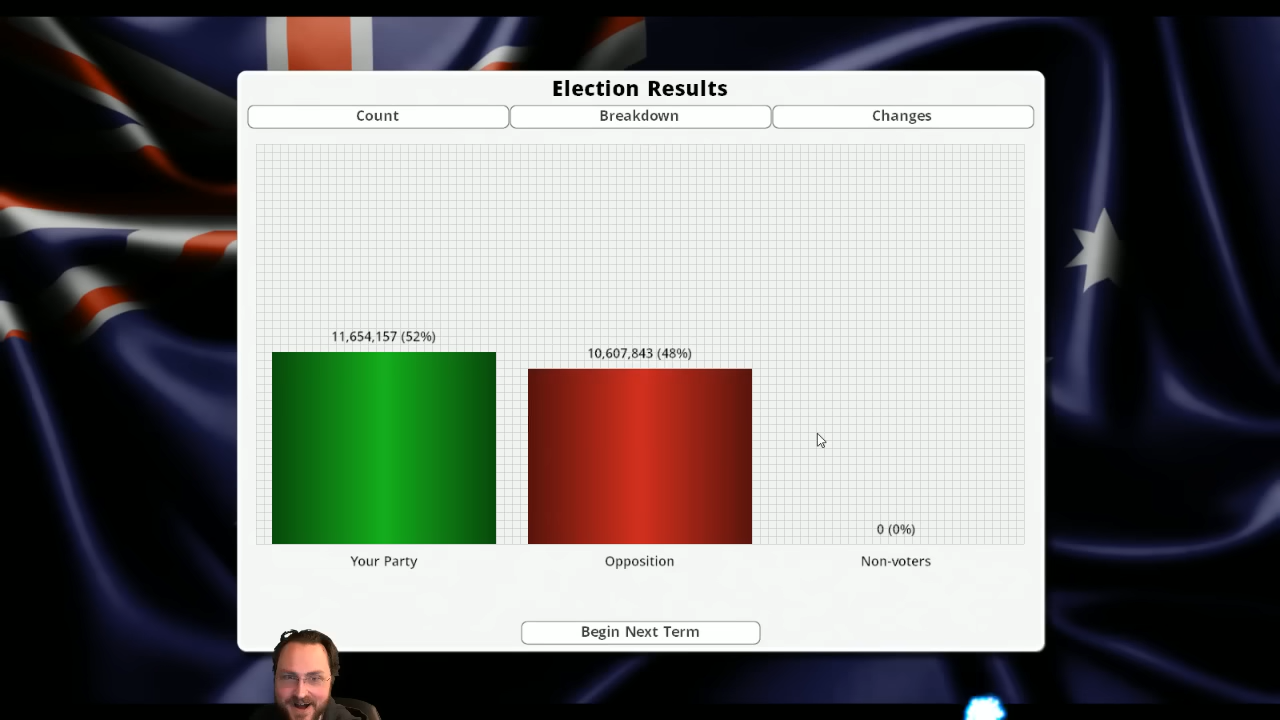 Election Results
Count
Breakdown
Changes
11,654,157 (52%)
10,607,843 (48%)
0 (0%)
Your Party
Opposition
Non-voters
Begin Next Term